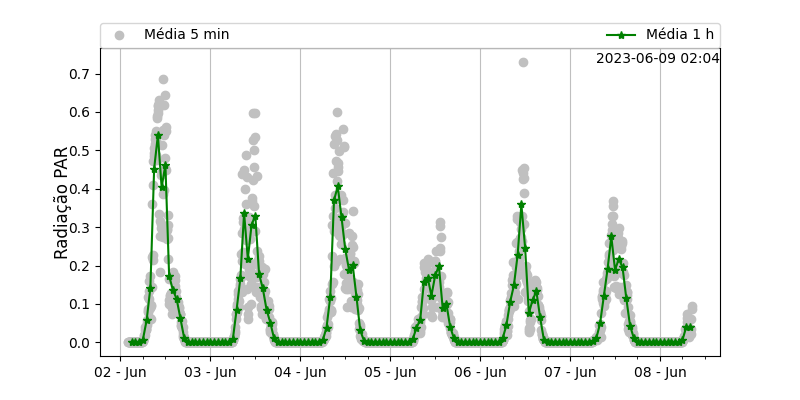 Média 5 min
Média 1 h
2023-06-09 02:04
Radiação PAR
0.7
0.6
0.5
0.4
0.3
0.2
0.1
0.0
02 - Jun
03 - Jun
04 - Jun
05 - Jun
06 - Jun
07 - Jun
08 - Jun